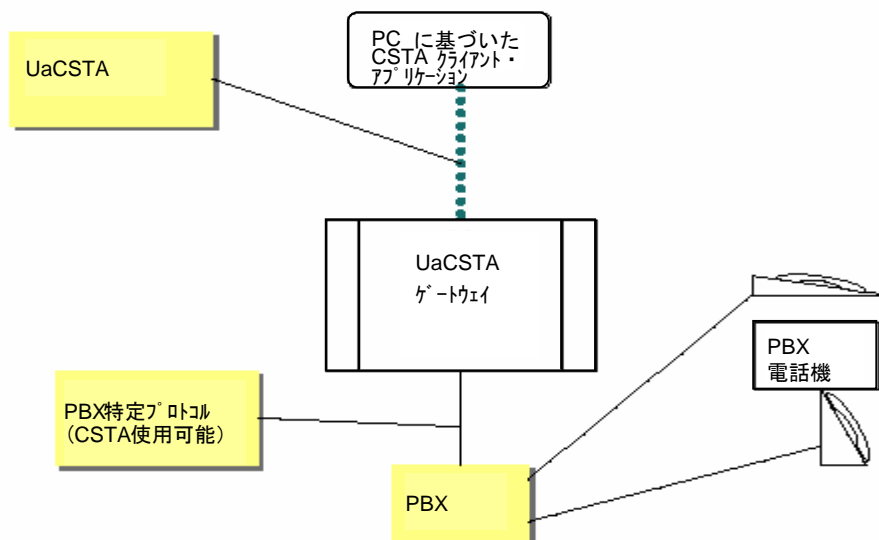 PC に基づいた
CSTA クライアント・
アプリケーション
UaCSTA
UaCSTA
ゲートウェイ
PBX
電話機
PBX特定プロトコル
（CSTA使用可能）
PBX